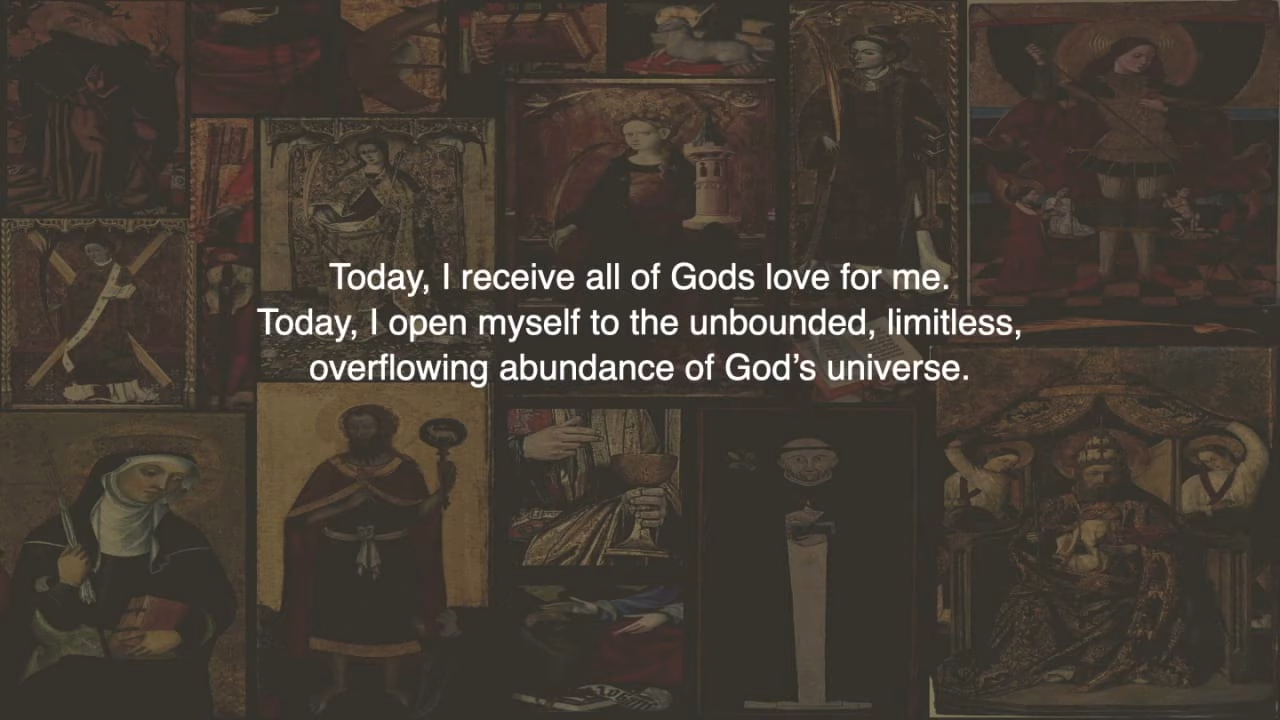 Today, I receive all of Gods love for me.
Today, I open myself to the unbounded, limitless,
overflowing abundance of God’s universe.